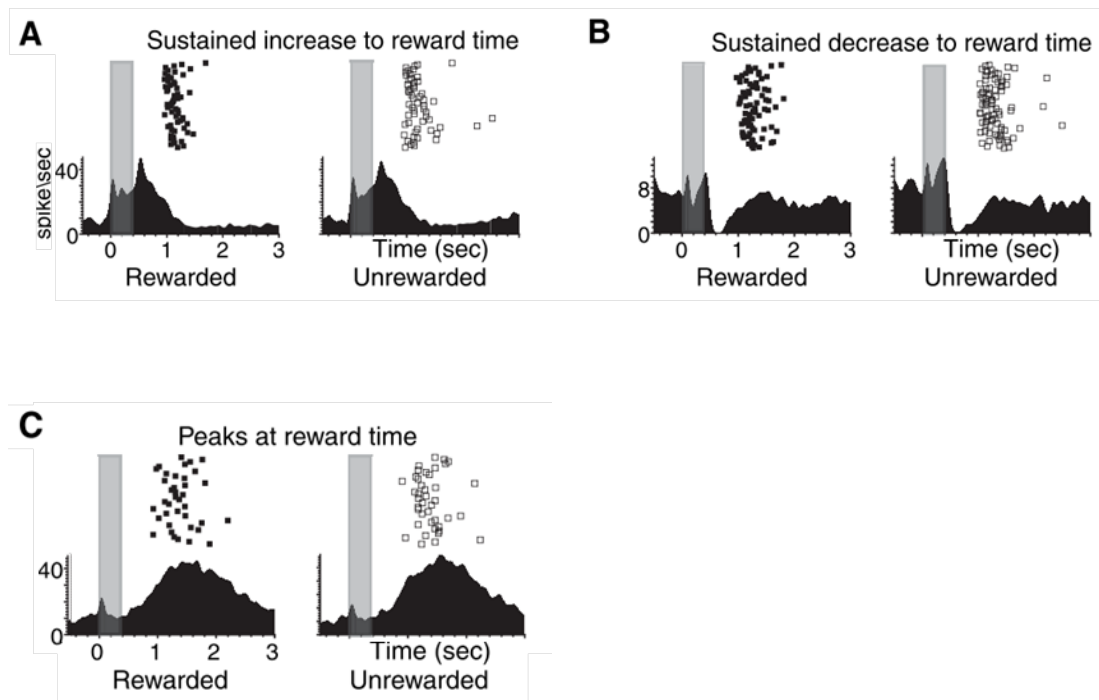 A
Sustained increase to reward time
spike\sec
40
0
0 1 2 3
Time (sec)
Rewarded
Unrewarded
B
Sustained decrease to reward time
8
0
0 1 2 3
Time (sec)
Rewarded
Unrewarded
C
Peaks at reward time
40
0
0 1 2 3
Time (sec)
Rewarded
Unrewarded